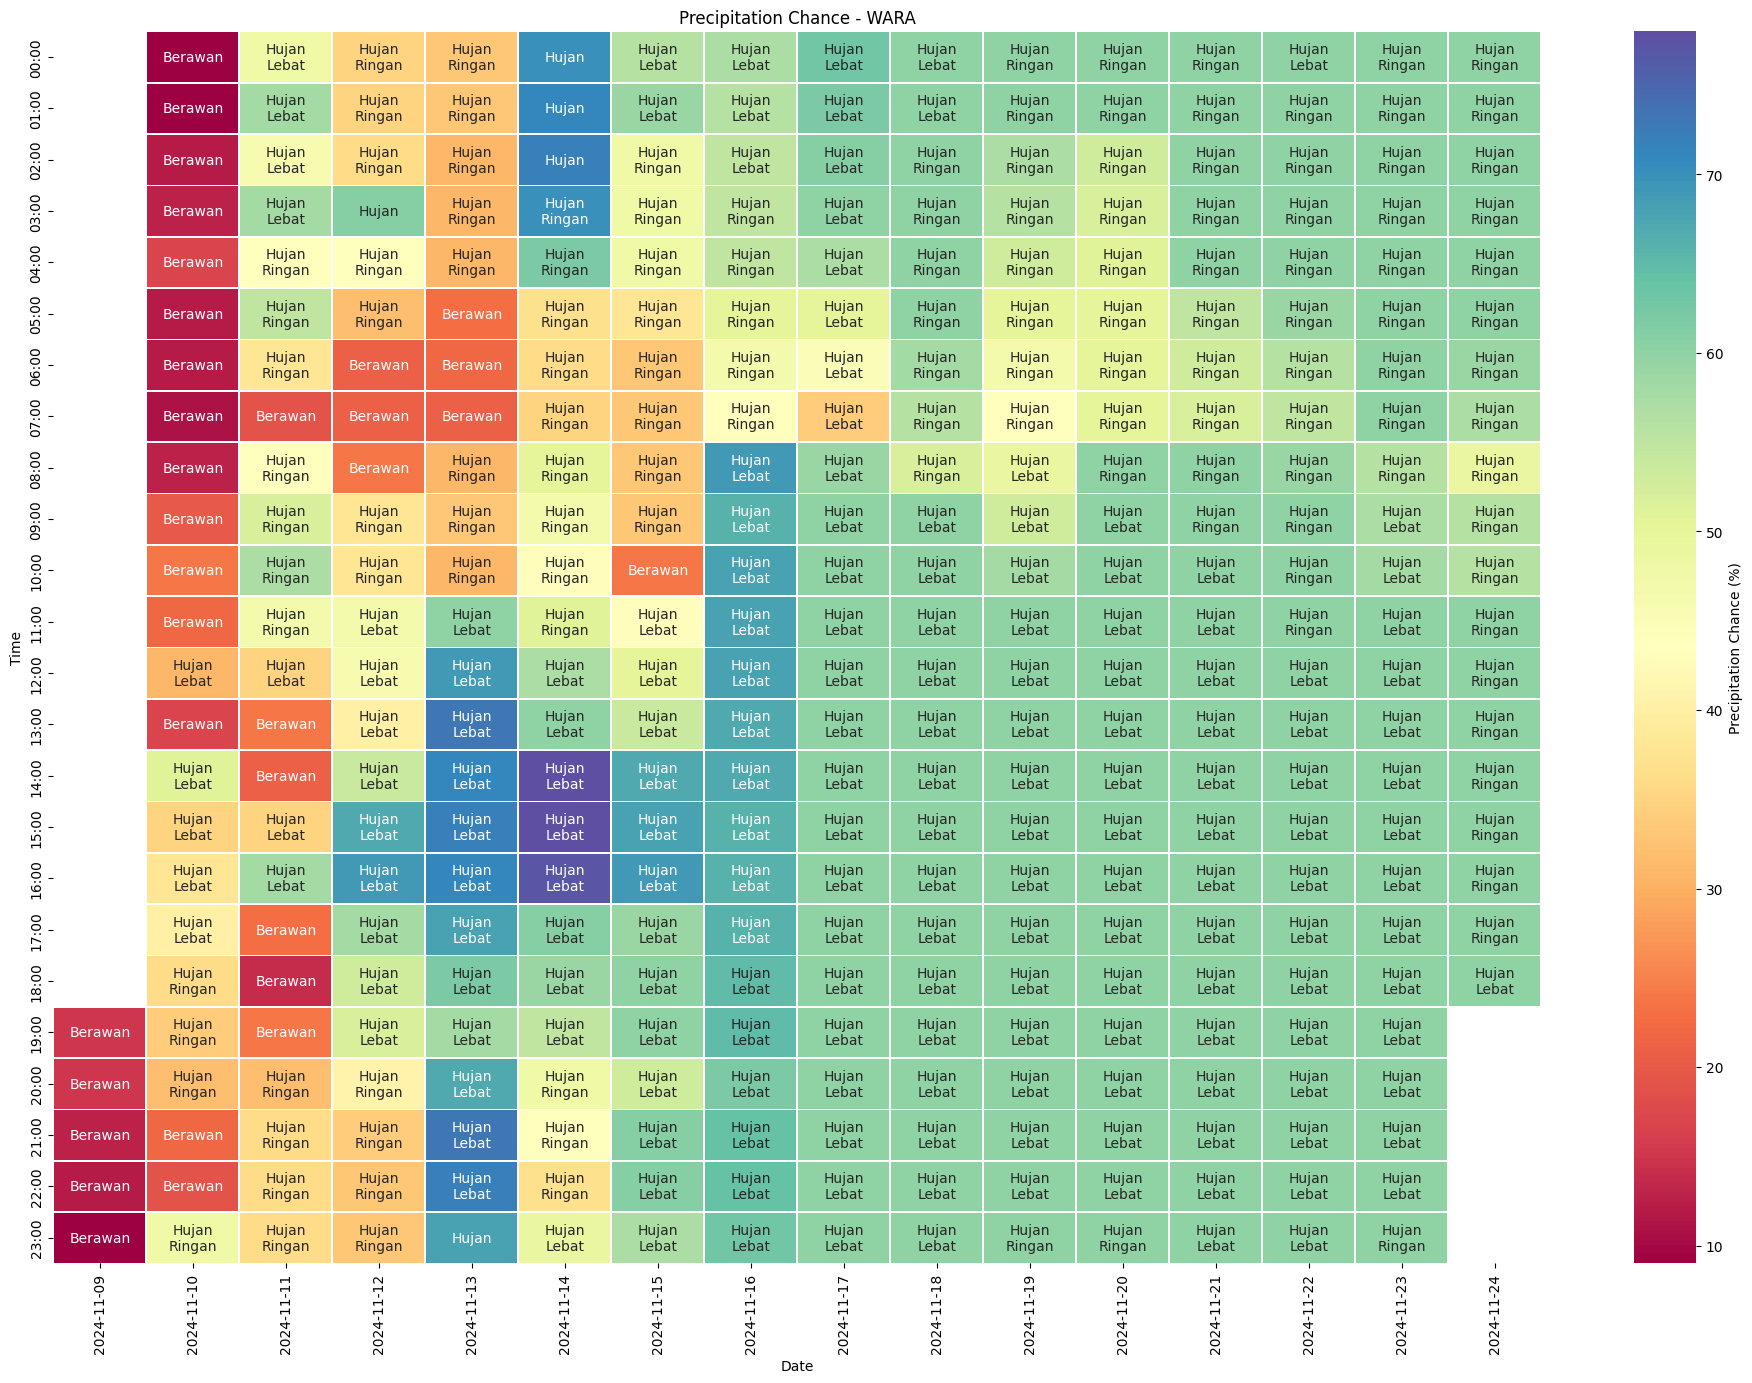 Precipitation Chance - WARA
00:00 Berawan Hujan Lebat Hujan Ringan Hujan Ringan Hujan Hujan Lebat Hujan Lebat Hujan Lebat Hujan Lebat Hujan Ringan Hujan Ringan Hujan Ringan Hujan Lebat Hujan Ringan Hujan Ringan
01:00 Berawan Hujan Lebat Hujan Ringan Hujan Ringan Hujan Hujan Lebat Hujan Lebat Hujan Lebat Hujan Lebat Hujan Ringan Hujan Ringan Hujan Ringan Hujan Ringan Hujan Ringan Hujan Ringan
02:00 Berawan Hujan Lebat Hujan Ringan Hujan Ringan Hujan Hujan Ringan Hujan Lebat Hujan Lebat Hujan Ringan Hujan Ringan Hujan Ringan Hujan Ringan Hujan Ringan Hujan Ringan Hujan Ringan
03:00 Berawan Hujan Lebat Hujan Hujan Ringan Hujan Ringan Hujan Ringan Hujan Ringan Hujan Lebat Hujan Ringan Hujan Ringan Hujan Ringan Hujan Ringan Hujan Ringan Hujan Ringan Hujan Ringan
04:00 Berawan Hujan Ringan Hujan Ringan Hujan Ringan Hujan Ringan Hujan Ringan Hujan Ringan Hujan Lebat Hujan Ringan Hujan Ringan Hujan Ringan Hujan Ringan Hujan Ringan Hujan Ringan Hujan Ringan
05:00 Berawan Hujan Ringan Hujan Ringan Berawan Hujan Ringan Hujan Ringan Hujan Ringan Hujan Lebat Hujan Ringan Hujan Ringan Hujan Ringan Hujan Ringan Hujan Ringan Hujan Ringan Hujan Ringan
06:00 Berawan Hujan Ringan Berawan Berawan Hujan Ringan Hujan Ringan Hujan Ringan Hujan Lebat Hujan Ringan Hujan Ringan Hujan Ringan Hujan Ringan Hujan Ringan Hujan Ringan Hujan Ringan
07:00 Berawan Berawan Berawan Berawan Hujan Ringan Hujan Ringan Hujan Ringan Hujan Lebat Hujan Ringan Hujan Ringan Hujan Ringan Hujan Ringan Hujan Ringan Hujan Ringan Hujan Ringan
08:00 Berawan Hujan Ringan Berawan Hujan Ringan Hujan Ringan Hujan Ringan Hujan Lebat Hujan Lebat Hujan Ringan Hujan Lebat Hujan Ringan Hujan Ringan Hujan Ringan Hujan Ringan Hujan Ringan
09:00 Berawan Hujan Ringan Hujan Ringan Hujan Ringan Hujan Ringan Hujan Ringan Hujan Lebat Hujan Lebat Hujan Lebat Hujan Lebat Hujan Lebat Hujan Ringan Hujan Ringan Hujan Lebat Hujan Ringan
10:00 Berawan Hujan Ringan Hujan Ringan Hujan Ringan Hujan Ringan Berawan Hujan Lebat Hujan Lebat Hujan Lebat Hujan Lebat Hujan Lebat Hujan Lebat Hujan Ringan Hujan Lebat Hujan Ringan
11:00 Berawan Hujan Ringan Hujan Lebat Hujan Lebat Hujan Ringan Hujan Lebat Hujan Lebat Hujan Lebat Hujan Lebat Hujan Lebat Hujan Lebat Hujan Lebat Hujan Ringan Hujan Lebat Hujan Ringan
12:00 Hujan Lebat Hujan Lebat Hujan Lebat Hujan Lebat Hujan Lebat Hujan Lebat Hujan Lebat Hujan Lebat Hujan Lebat Hujan Lebat Hujan Lebat Hujan Lebat Hujan Lebat Hujan Lebat Hujan Ringan
13:00 Berawan Berawan Hujan Lebat Hujan Lebat Hujan Lebat Hujan Lebat Hujan Lebat Hujan Lebat Hujan Lebat Hujan Lebat Hujan Lebat Hujan Lebat Hujan Lebat Hujan Lebat Hujan Ringan
14:00 Hujan Lebat Berawan Hujan Lebat Hujan Lebat Hujan Lebat Hujan Lebat Hujan Lebat Hujan Lebat Hujan Lebat Hujan Lebat Hujan Lebat Hujan Lebat Hujan Lebat Hujan Lebat Hujan Ringan
15:00 Hujan Lebat Hujan Lebat Hujan Lebat Hujan Lebat Hujan Lebat Hujan Lebat Hujan Lebat Hujan Lebat Hujan Lebat Hujan Lebat Hujan Lebat Hujan Lebat Hujan Lebat Hujan Lebat Hujan Ringan
16:00 Hujan Lebat Hujan Lebat Hujan Lebat Hujan Lebat Hujan Lebat Hujan Lebat Hujan Lebat Hujan Lebat Hujan Lebat Hujan Lebat Hujan Lebat Hujan Lebat Hujan Lebat Hujan Lebat Hujan Ringan
17:00 Hujan Lebat Berawan Hujan Lebat Hujan Lebat Hujan Lebat Hujan Lebat Hujan Lebat Hujan Lebat Hujan Lebat Hujan Lebat Hujan Lebat Hujan Lebat Hujan Lebat Hujan Lebat Hujan Ringan
18:00 Hujan Ringan Berawan Hujan Lebat Hujan Lebat Hujan Lebat Hujan Lebat Hujan Lebat Hujan Lebat Hujan Lebat Hujan Lebat Hujan Lebat Hujan Lebat Hujan Lebat Hujan Lebat Hujan Lebat
19:00 Berawan Hujan Ringan Berawan Hujan Lebat Hujan Lebat Hujan Lebat Hujan Lebat Hujan Lebat Hujan Lebat Hujan Lebat Hujan Lebat Hujan Lebat Hujan Lebat Hujan Lebat Hujan Lebat
20:00 Berawan Hujan Ringan Hujan Ringan Hujan Ringan Hujan Lebat Hujan Ringan Hujan Lebat Hujan Lebat Hujan Lebat Hujan Lebat Hujan Lebat Hujan Lebat Hujan Lebat Hujan Lebat Hujan Lebat
21:00 Berawan Berawan Hujan Ringan Hujan Ringan Hujan Lebat Hujan Ringan Hujan Lebat Hujan Lebat Hujan Lebat Hujan Lebat Hujan Lebat Hujan Lebat Hujan Lebat Hujan Lebat Hujan Lebat
22:00 Berawan Berawan Hujan Ringan Hujan Ringan Hujan Lebat Hujan Ringan Hujan Lebat Hujan Lebat Hujan Lebat Hujan Lebat Hujan Lebat Hujan Lebat Hujan Lebat Hujan Lebat Hujan Lebat
23:00 Berawan Hujan Ringan Hujan Ringan Hujan Ringan Hujan Hujan Lebat Hujan Lebat Hujan Lebat Hujan Lebat Hujan Lebat Hujan Ringan Hujan Ringan Hujan Lebat Hujan Lebat Hujan Ringan
Time
2024-11-09 2024-11-10 2024-11-11 2024-11-12 2024-11-13 2024-11-14 2024-11-15 2024-11-16 2024-11-17 2024-11-18 2024-11-19 2024-11-20 2024-11-21 2024-11-22 2024-11-23 2024-11-24
Date
70
60
50
40
30
20
10
Precipitation Chance (%)